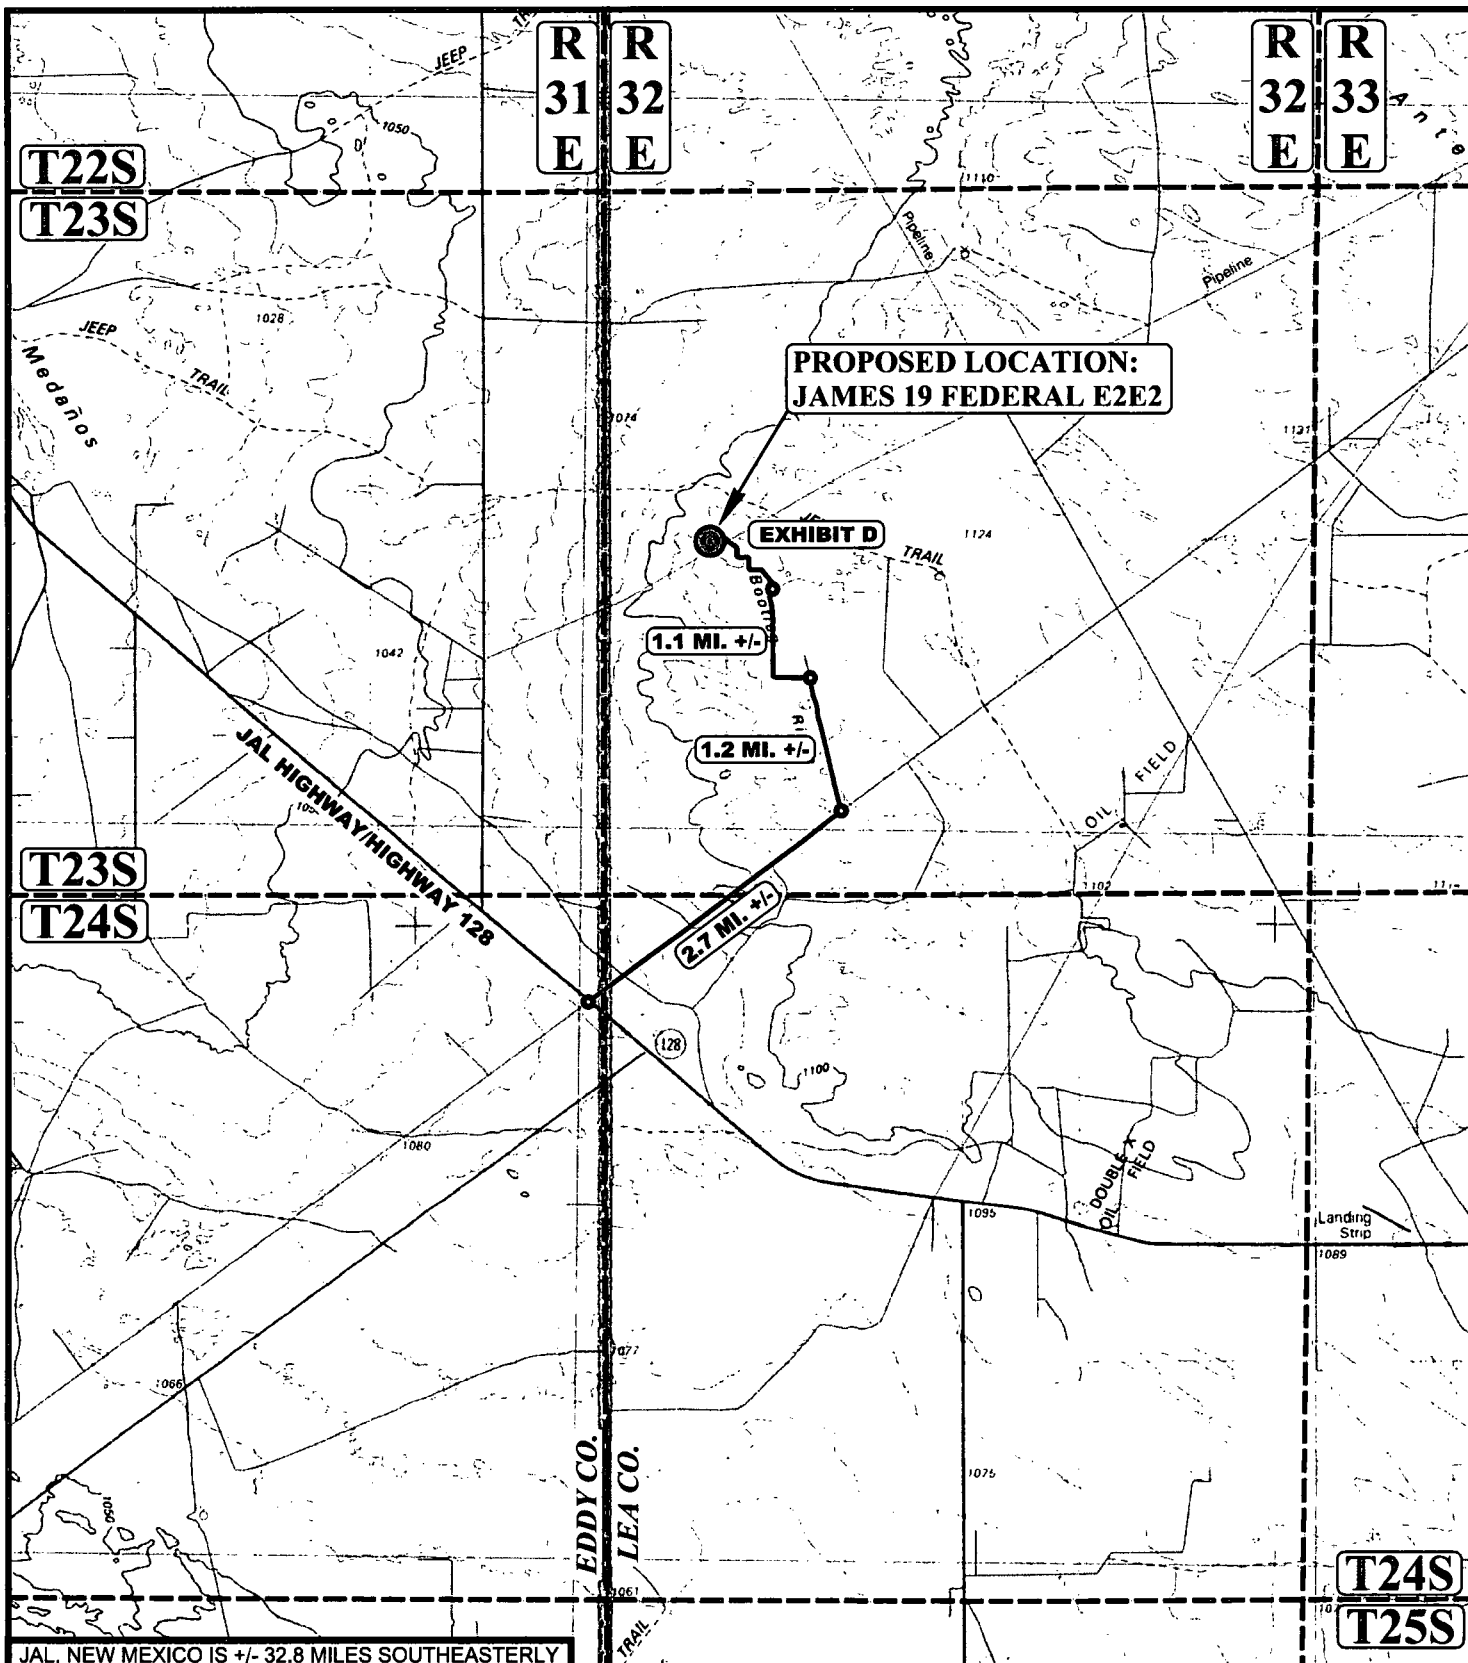 R
31
E
R
32
E
R
32
E
R
33
E
JEEP
1050
T22S
T23S
1110
Pipeline
Pipeline
1028
JEEP
TRAIL
Medaños
PROPOSED LOCATION:
JAMES 19 FEDERAL E2E2
1074
1131
EXHIBIT D
TRAIL
1124
1.1 MI. +/-
1042
1.2 MI. +/-
JAL HIGHWAY/HIGHWAY 128
OIL FIELD
T23S
T24S
1102
2.7 MI. +/-
128
1100
1080
DOUBLE X
OIL FIELD
1095
Landing
Strip
1089
1077
1066
EDDY CO.
LEA CO.
1075
1050
1061
TRAIL
T24S
T25S
JAL, NEW MEXICO IS +/- 32.8 MILES SOUTHEASTERLY